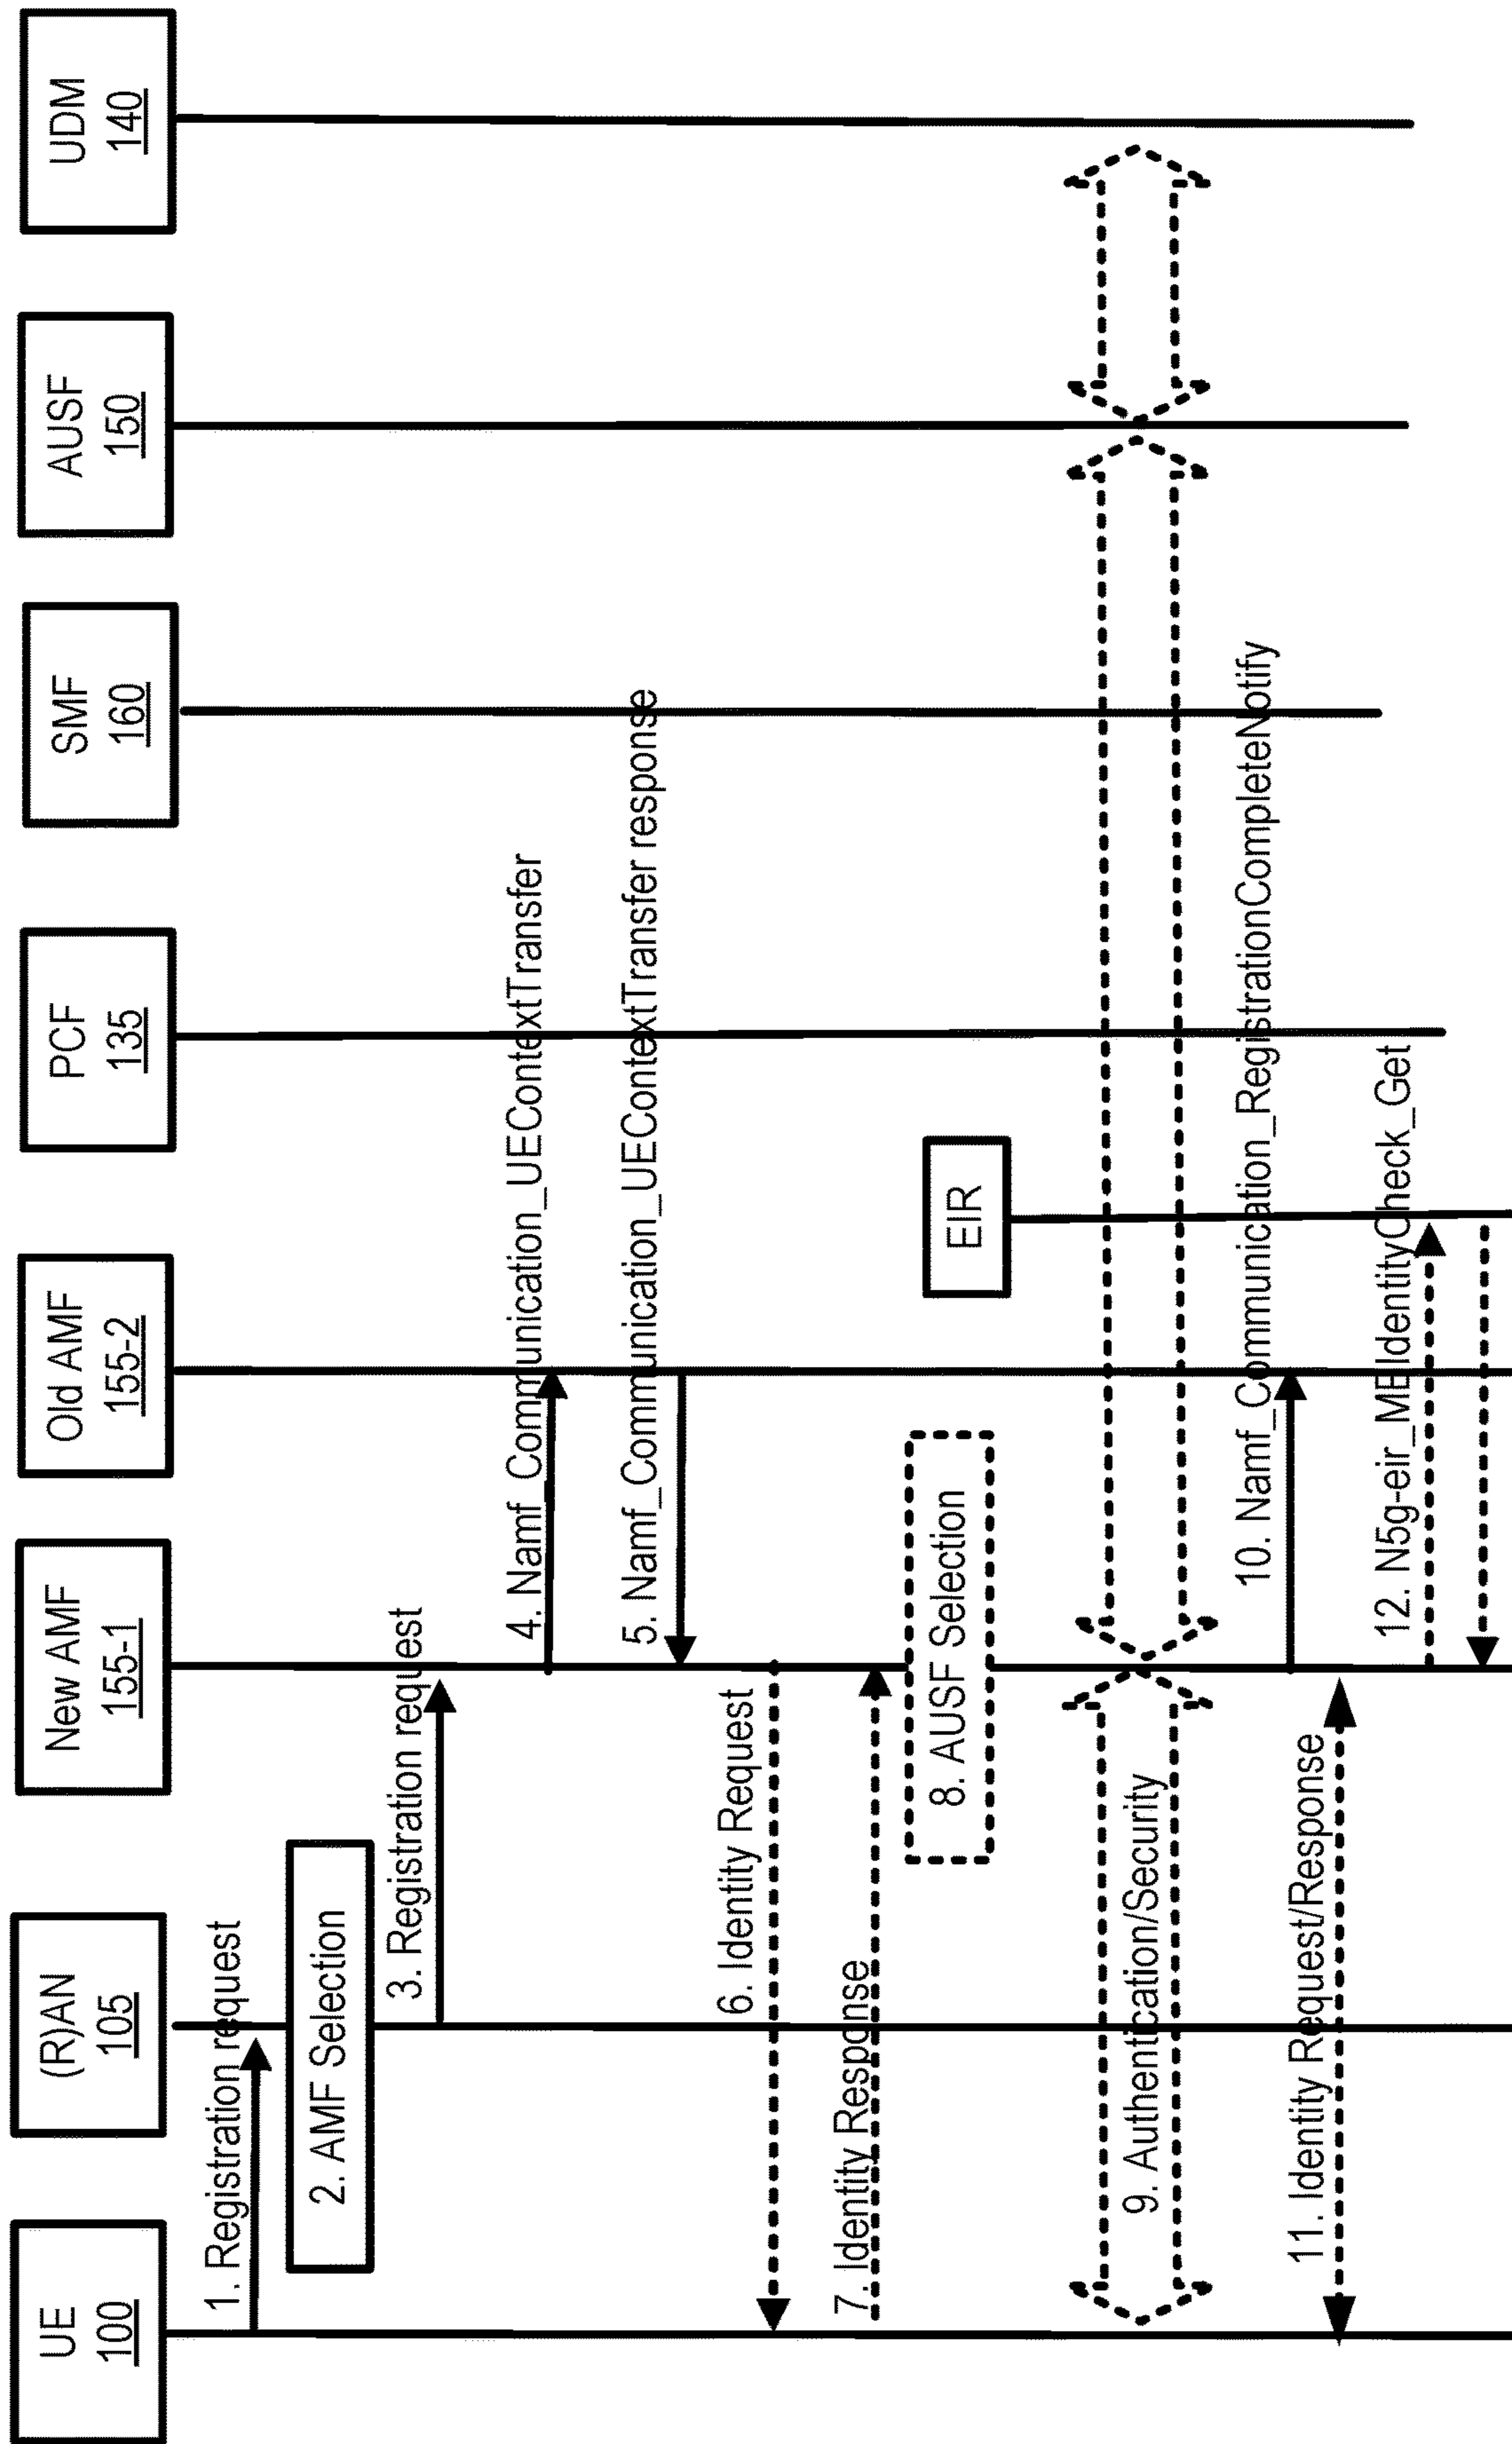 UE
100
(R)AN
105
New AMF
155-1
Old AMF
155-2
PCF
135
SMF
160
AUSF
150
UDM
140
1. Registration request
2. AMF Selection
3. Registration request
4. Namf_Communication_UEContextTransfer
5. Namf_Communication_UEContextTransfer response
6. Identity Request
7. Identity Response
8. AUSF Selection
EIR
9. Authentication/Security
10. Namf_Communication_RegistrationCompleteNotify
11. Identity Request/Response
12. N5g-eir_MEIdentityCheck_Get